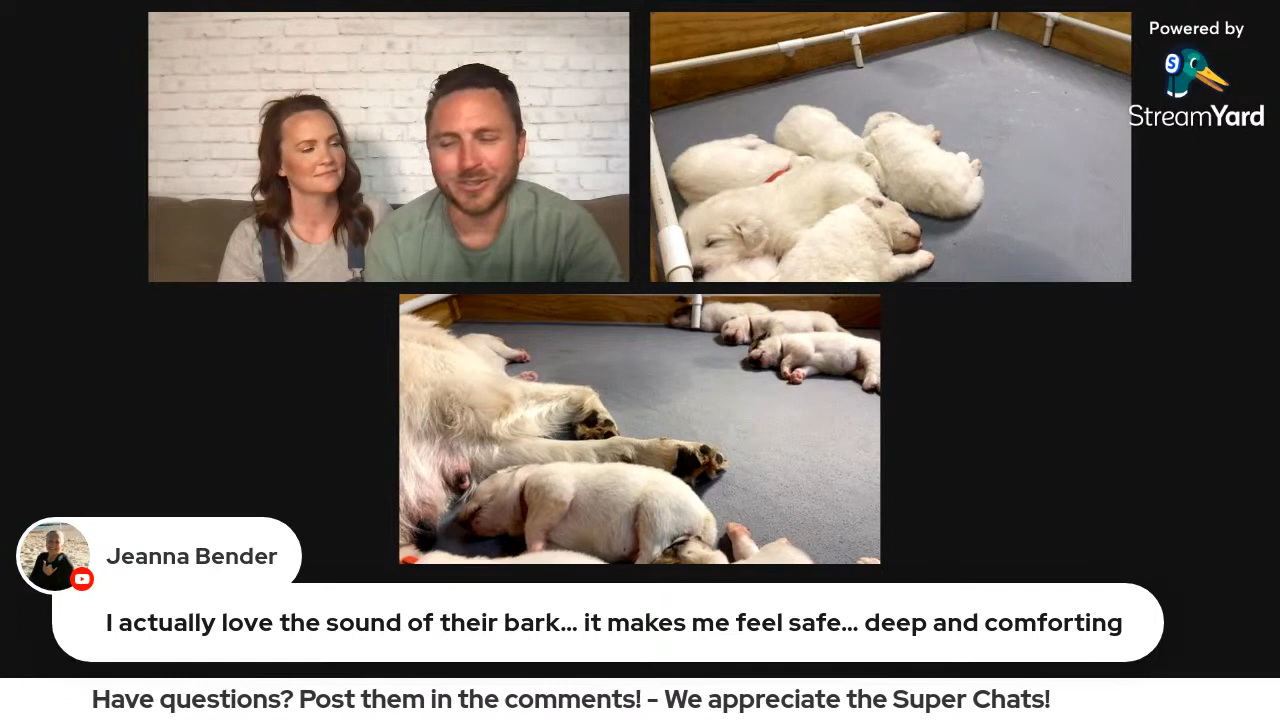 Powered by
StreamYard
Jeanna Bender
I actually love the sound of their bark... it makes me feel safe... deep and comforting
Have questions? Post them in the comments! - We appreciate the Super Chats!